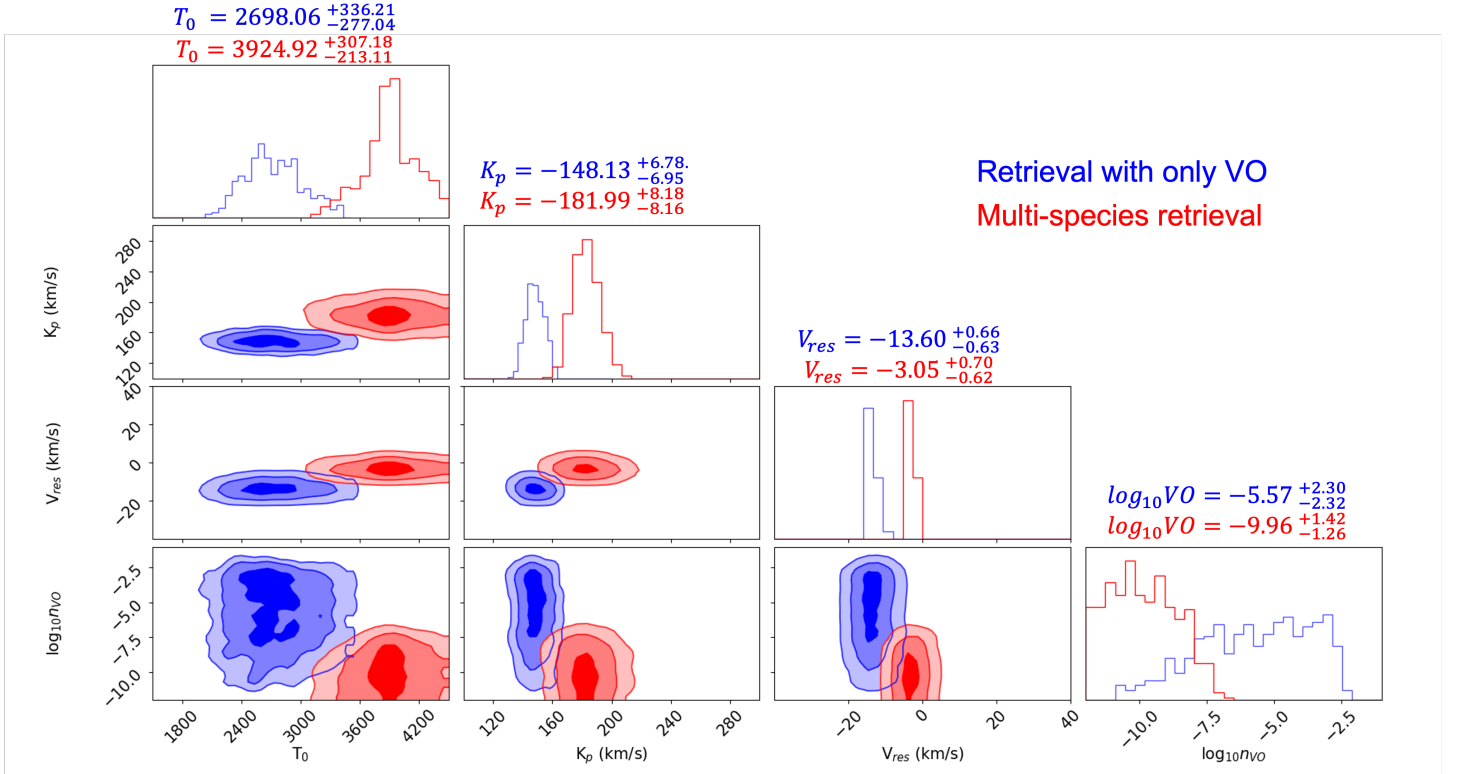 T₀ = 2698.06 +336.21 −277.04
T₀ = 3924.92 +307.18 −213.11
Kₚ = −148.13 +6.78. −6.95
Kₚ = −181.99 +8.18 −8.16
Retrieval with only VO
Multi-species retrieval
Vres = −13.60 +0.66 −0.63
Vres = −3.05 +0.70 −0.62
log₁₀VO = −5.57 +2.30 −2.32
log₁₀VO = −9.96 +1.42 −1.26
Kₚ (km/s)
280
240
200
160
120
Vres (km/s)
40
20
0
−20
log₁₀nVO
−2.5
−5.0
−7.5
−10.0
1800 2400 3000 3600 4200
T₀
120 160 200 240 280
Kₚ (km/s)
−20 0 20 40
Vres (km/s)
−10.0 −7.5 −5.0 −2.5
log₁₀nVO